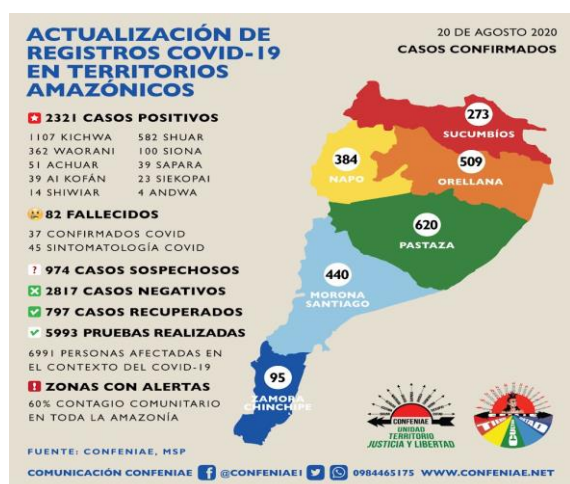 ACTUALIZACIÓN DE
REGISTROS COVID-19
EN TERRITORIOS
AMAZÓNICOS
20 DE AGOSTO 2020
CASOS CONFIRMADOS
2321 CASOS POSITIVOS
1107 KICHWA 582 SHUAR
362 WAORANI 100 SIONA
51 ACHUAR 39 SAPARA
39 AI KOFÁN 23 SIEKOPAI
14 SHIWIAR 4 ANDWA
82 FALLECIDOS
37 CONFIRMADOS COVID
45 SINTOMATOLOGÍA COVID
? 974 CASOS SOSPECHOSOS
2817 CASOS NEGATIVOS
797 CASOS RECUPERADOS
5993 PRUEBAS REALIZADAS
6991 PERSONAS AFECTADAS EN
EL CONTEXTO DEL COVID-19
ZONAS CON ALERTAS
60% CONTAGIO COMUNITARIO
EN TODA LA AMAZONÍA
273
SUCUMBÍOS
384
NAPO
509
ORELLANA
620
PASTAZA
440
MORONA
SANTIAGO
95
ZAMORA
CHINCHIPE
CONFENIAE
UNIDAD
TERRITORIO
JUSTICIA Y LIBERTAD
FUENTE: CONFENIAE, MSP
COMUNICACIÓN CONFENIAE @CONFENIAE1 0984465175 WWW.CONFENIAE.NET